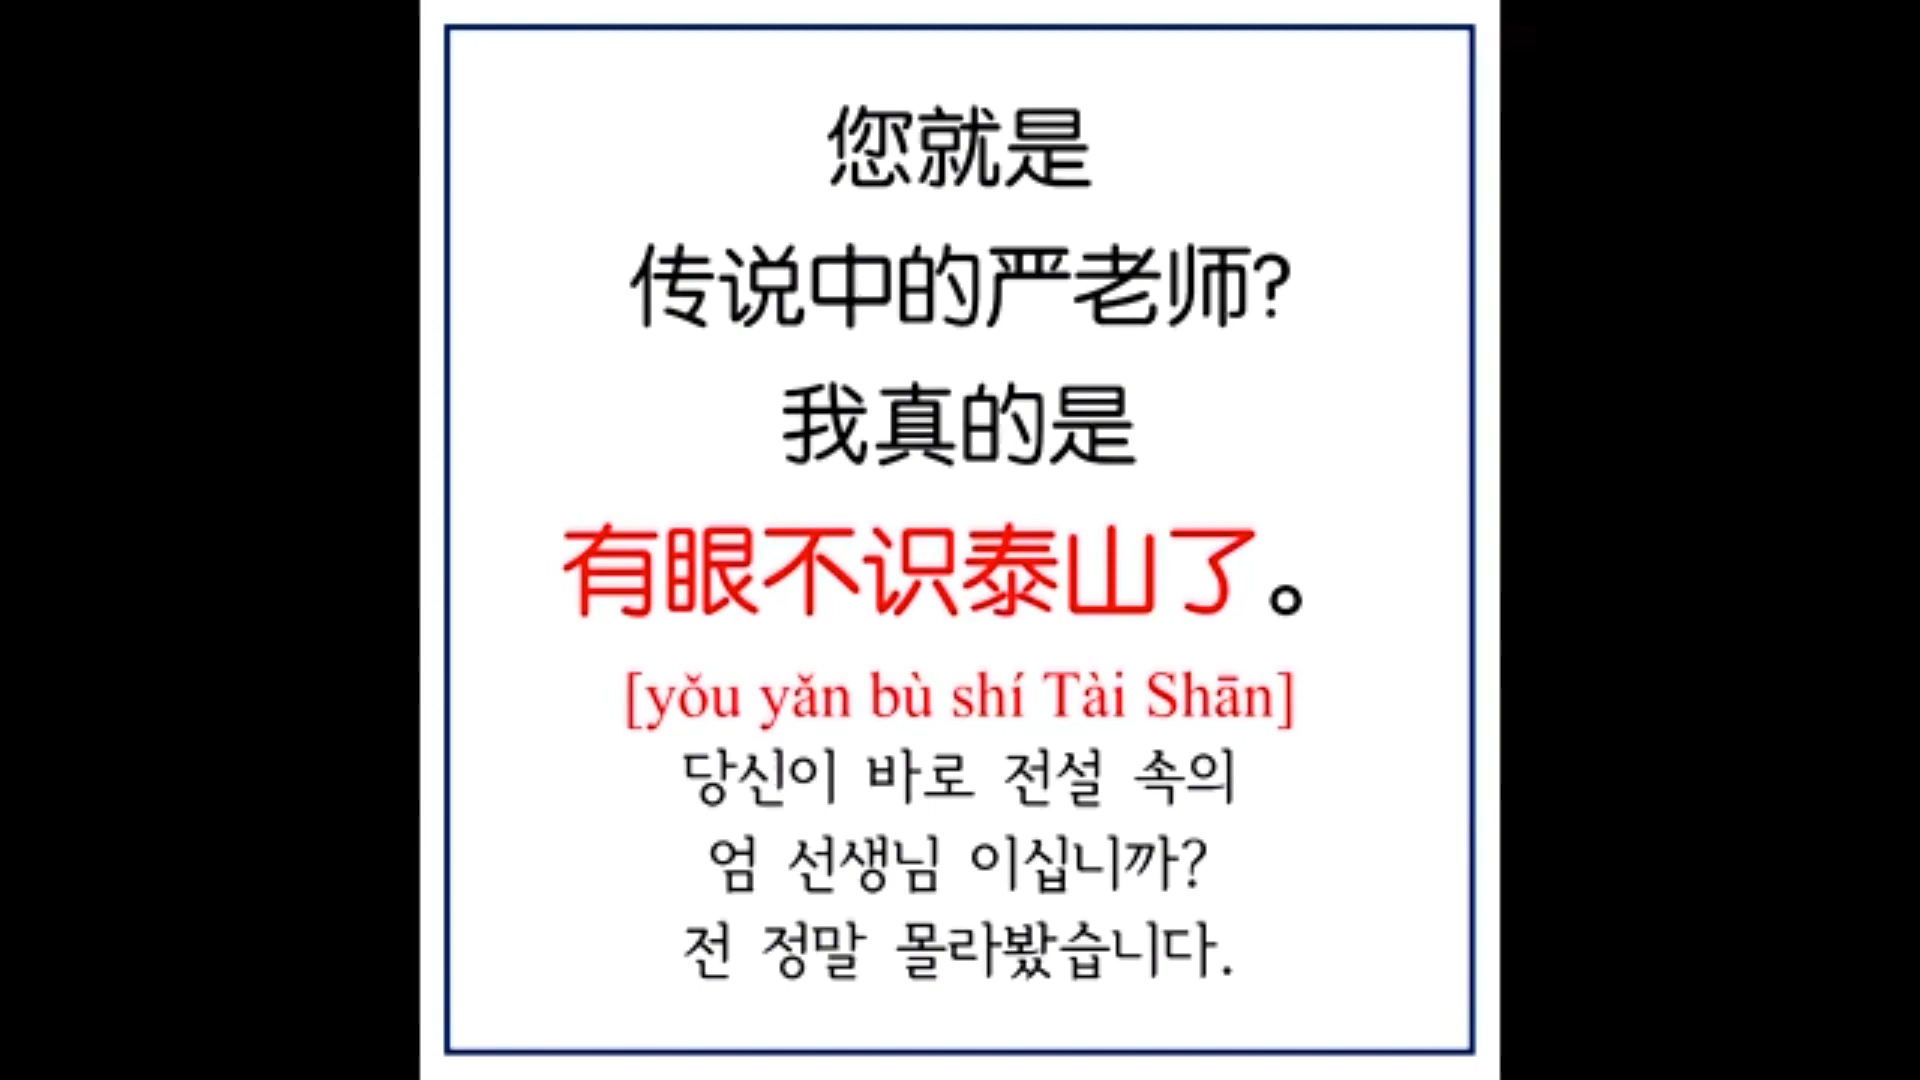 您就是
传说中的严老师?
我真的是
有眼不识泰山了。
[yǒu yǎn bù shí Tài Shān]
당신이 바로 전설 속의
엄 선생님 이십니까?
전 정말 몰라봤습니다.